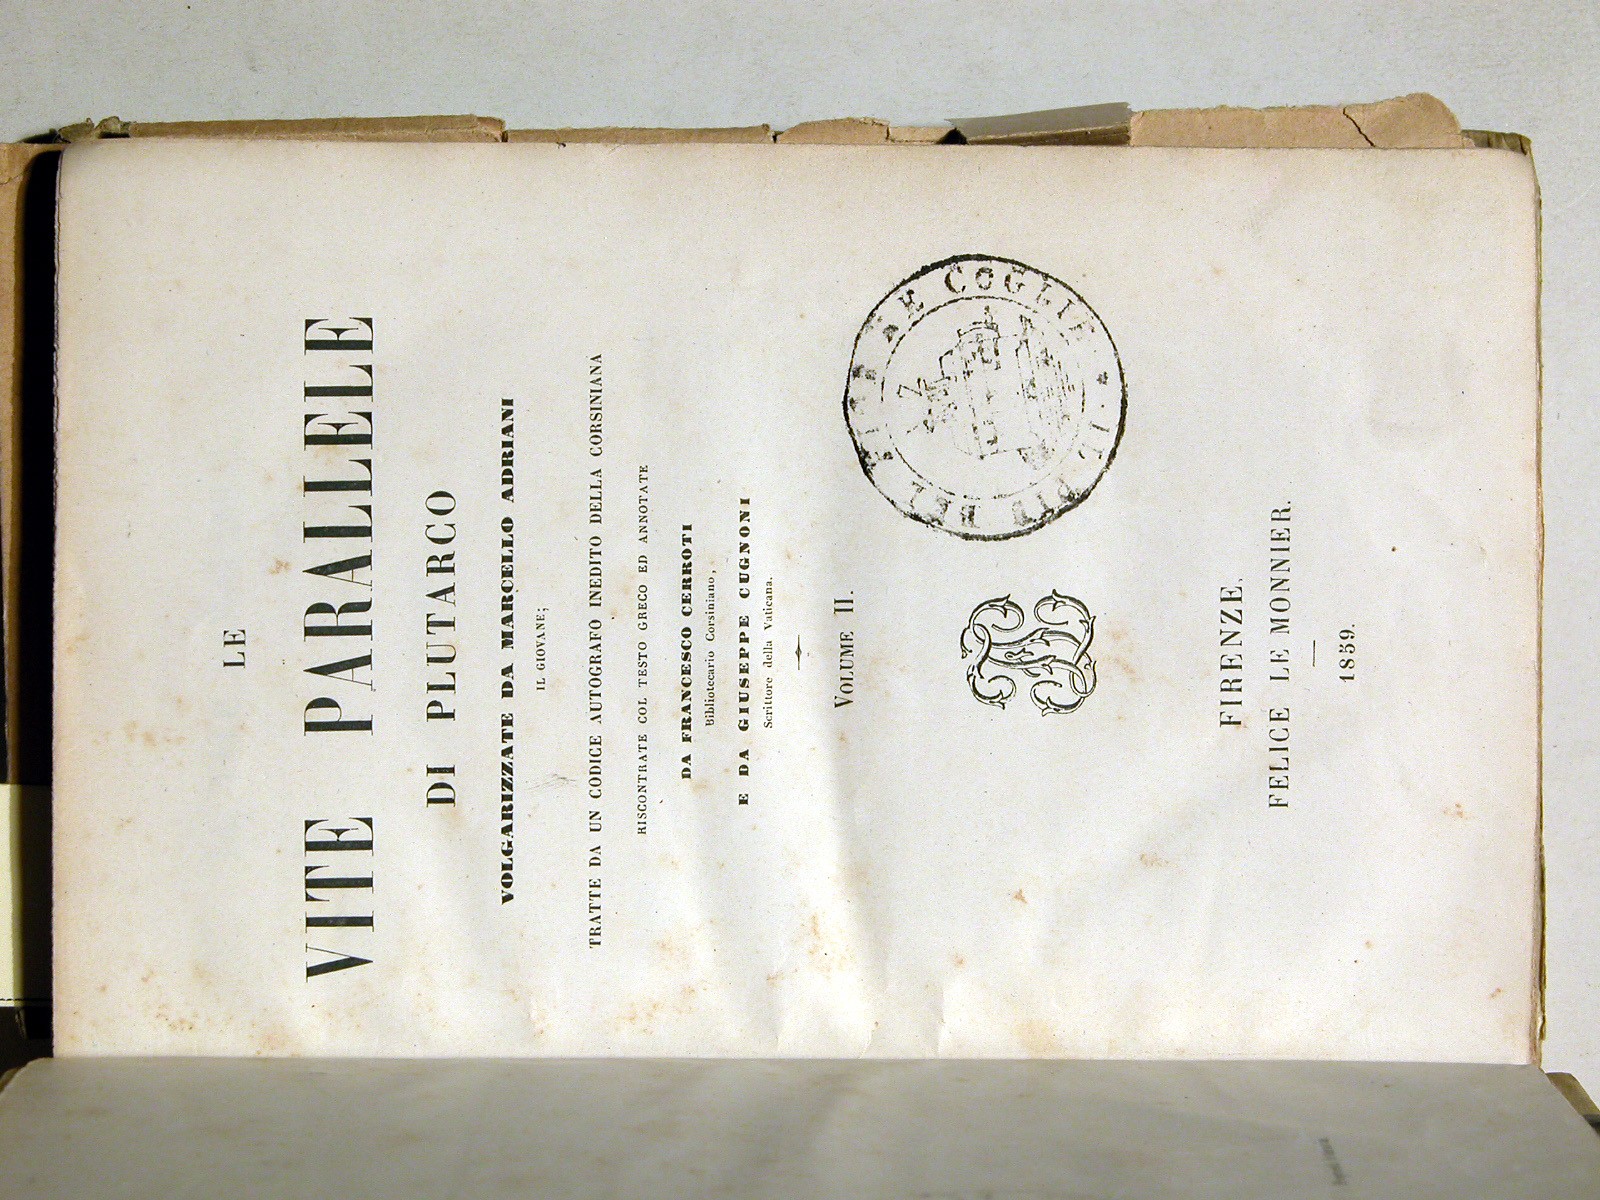 LE
VITE PARALLELE
DI PLUTARCO
VOLGARIZZATE DA MARCELLO ADRIANI
IL GIOVANE;
TRATTE DA UN CODICE AUTOGRAFO INEDITO DELLA CORSINIANA
RISCONTRATE COL TESTO GRECO ED ANNOTATE
DA FRANCESCO CERROTI
Bibliotecario Corsiniano,
E DA GIUSEPPE CUGNONI
Scrittore della Vaticana.
VOLUME II.
COGLIE
FIRENZE,
FELICE LE MONNIER.
1859.